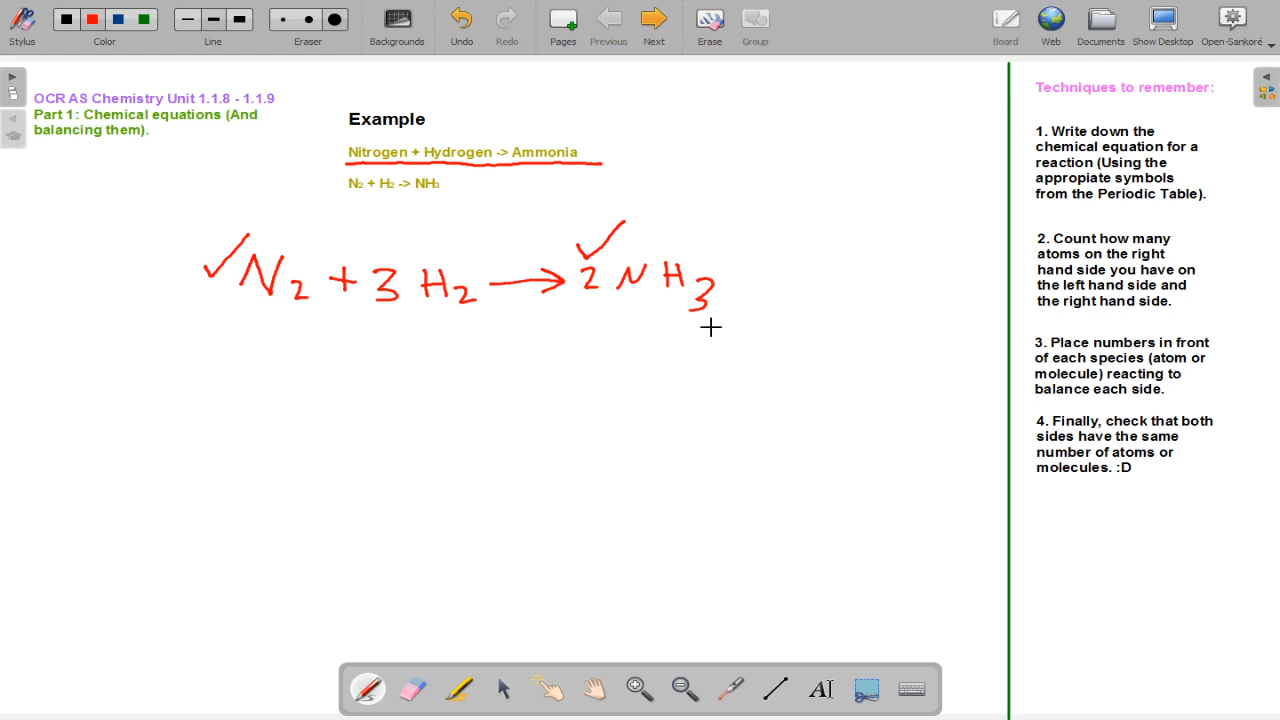 Stylus
Color
Line
Eraser
Backgrounds
Undo
Redo
Pages
Previous
Next
Erase
Group
Board
Web
Documents
Show Desktop
Open-Sankoré
OCR AS Chemistry Unit 1.1.8 - 1.1.9
Part 1: Chemical equations (And
balancing them).
Example
Nitrogen + Hydrogen -> Ammonia
N₂ + H₂ -> NH₃
✓N₂ + 3 H₂ ⟶ ✓2 NH₃
Techniques to remember:
1. Write down the
chemical equation for a
reaction (Using the
appropiate symbols
from the Periodic Table).
2. Count how many
atoms on the right
hand side you have on
the left hand side and
the right hand side.
3. Place numbers in front
of each species (atom or
molecule) reacting to
balance each side.
4. Finally, check that both
sides have the same
number of atoms or
molecules. :D
AI